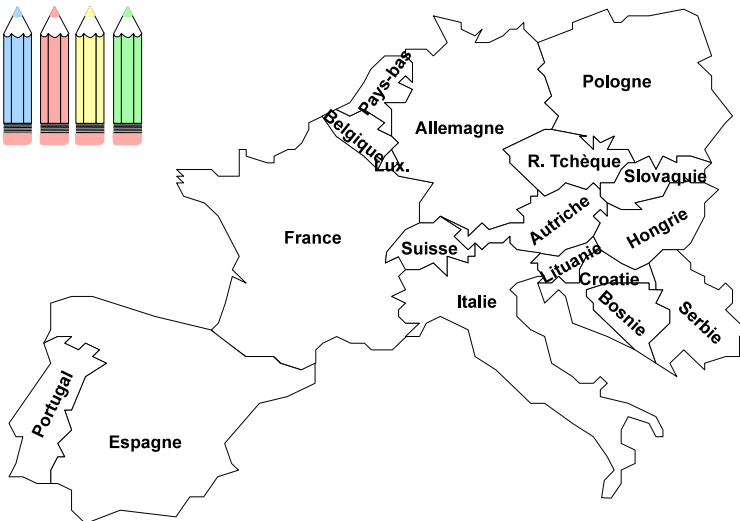 Pays-bas
Pologne
Belgique
Allemagne
R. Tchèque
Lux.
Slovaquie
Autriche
Hongrie
France
Suisse
Lituanie
Croatie
Italie
Bosnie
Serbie
Portugal
Espagne